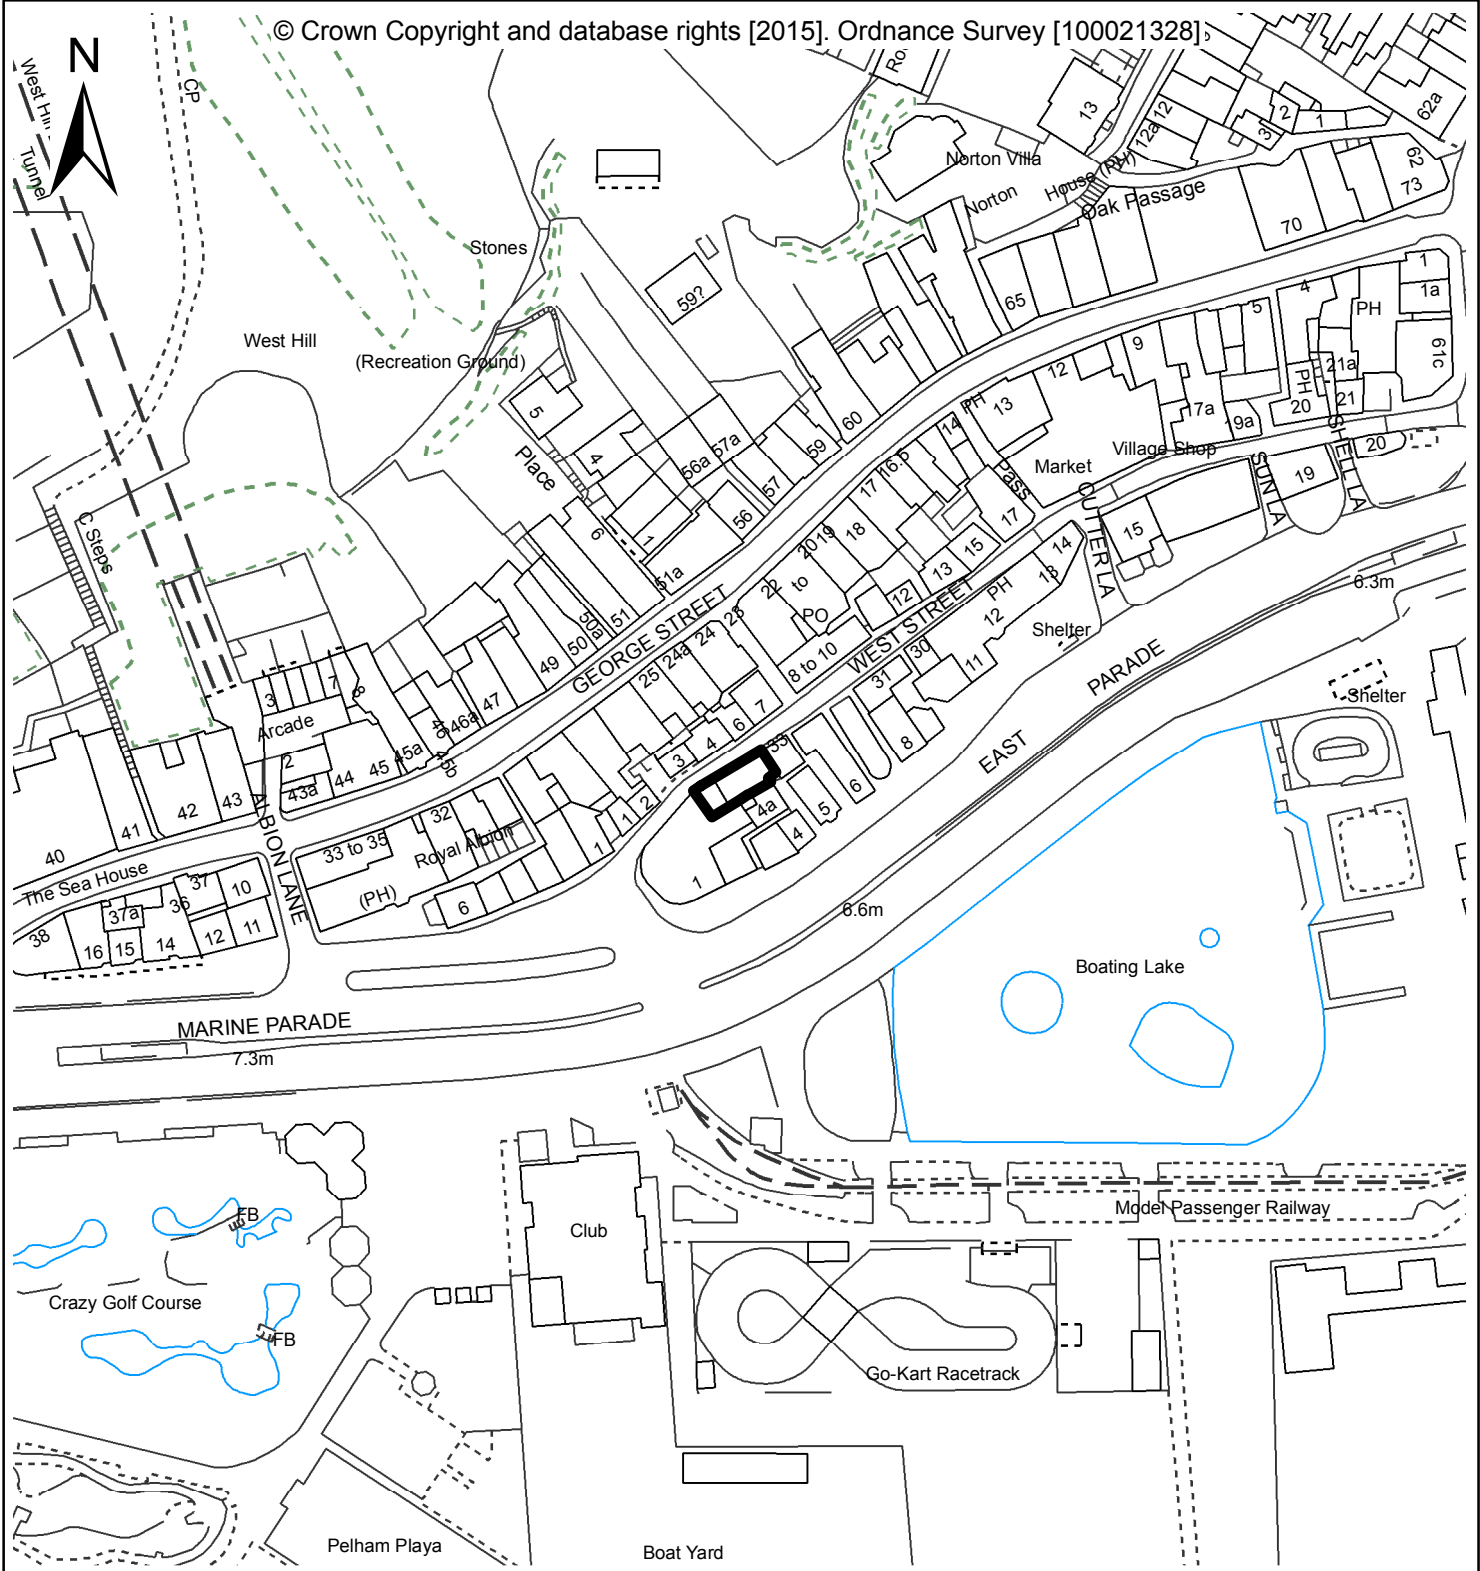 © Crown Copyright and database rights [2015]. Ordnance Survey [100021328]
N
West Hill
Tunnel
CP
13
12
12a
2
1
3
62a
62
73
70
Norton Villa
Norton
House (PH)
Oak Passage
Stones
59?
65
West Hill
(Recreation Ground)
5
4
Place
6
1
1
1a
4
PH
5
61c
21a
21
PH
20
17a
19a
9
12
13
PH
14
60
59
57a
56a
57
56
Village Shop
Market
Pass
17
SUN LA
SHELL LA
19
20
CUTTER LA
15
C Steps
51a
51
50a
50
49
47
46a
46
45b
45a
45
44
43a
43
42
41
40
3
7
8
Arcade
2
GEORGE STREET
17
16
18
19
20
22
to
PO
23
24
24a
25
15
13
12
8 to 10
WEST STREET
7
6
4
3
2
1
1
14
13
PH
12
11
30
31
33
8
6
5
4a
4
1
Shelter
EAST
PARADE
6.3m
Shelter
6.6m
ALBION LANE
32
33 to 35
Royal Albion
(PH)
6
The Sea House
37
37a
36
38
16
15
14
12
10
11
MARINE PARADE
7.3m
Boating Lake
Model Passenger Railway
Club
FB
Crazy Golf Course
FB
Go-Kart Racetrack
Pelham Playa
Boat Yard